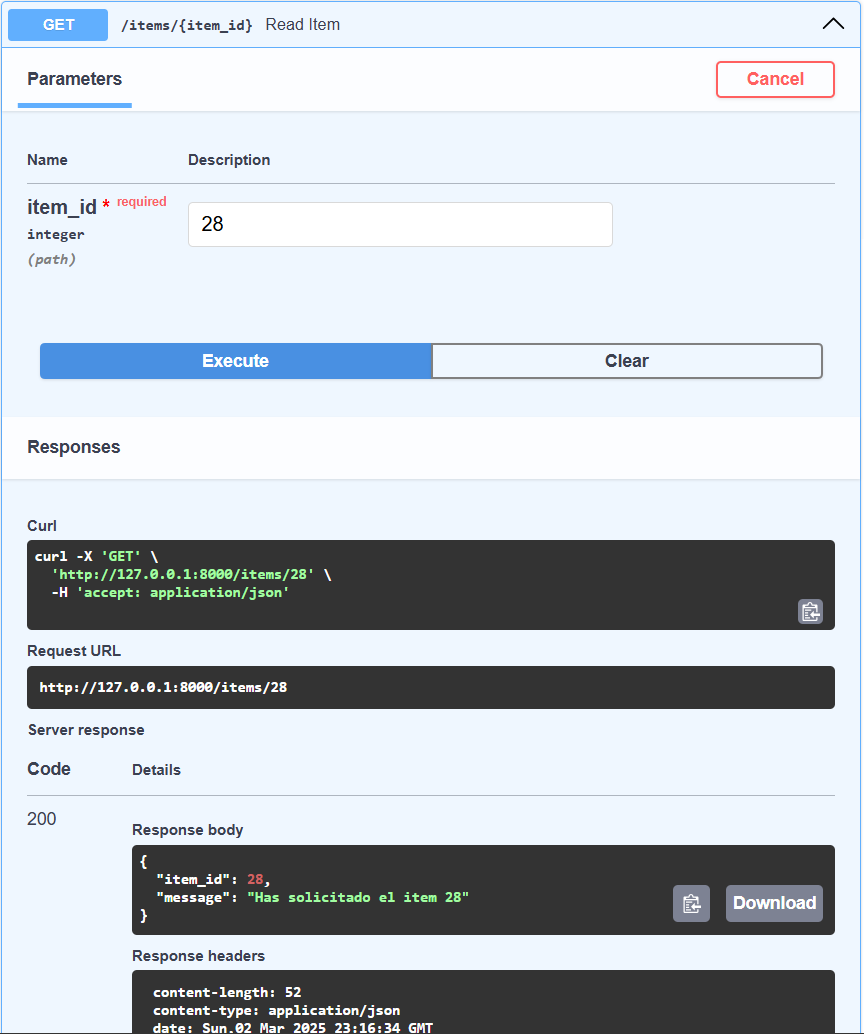 GET /items/{item_id} Read Item
Parameters
Cancel
Name Description
item_id * required
integer
(path)
28
Execute Clear
Responses
Curl
curl -X 'GET' \
'http://127.0.0.1:8000/items/28' \
-H 'accept: application/json'
Request URL
http://127.0.0.1:8000/items/28
Server response
Code Details
200
Response body
{
"item_id": 28,
"message": "Has solicitado el item 28"
}
Download
Response headers
content-length: 52
content-type: application/json
date: Sun,02 Mar 2025 23:16:34 GMT